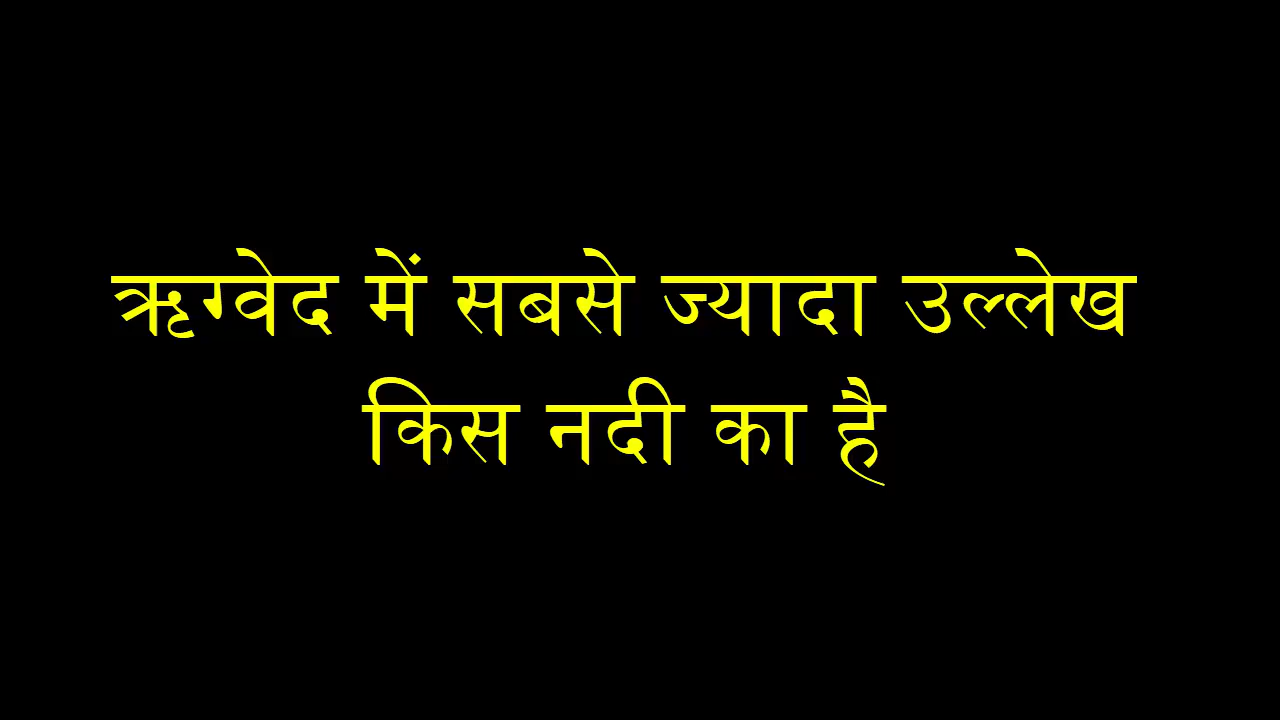 ऋग्वेद में सबसे ज्यादा उल्लेख
किस नदी का है